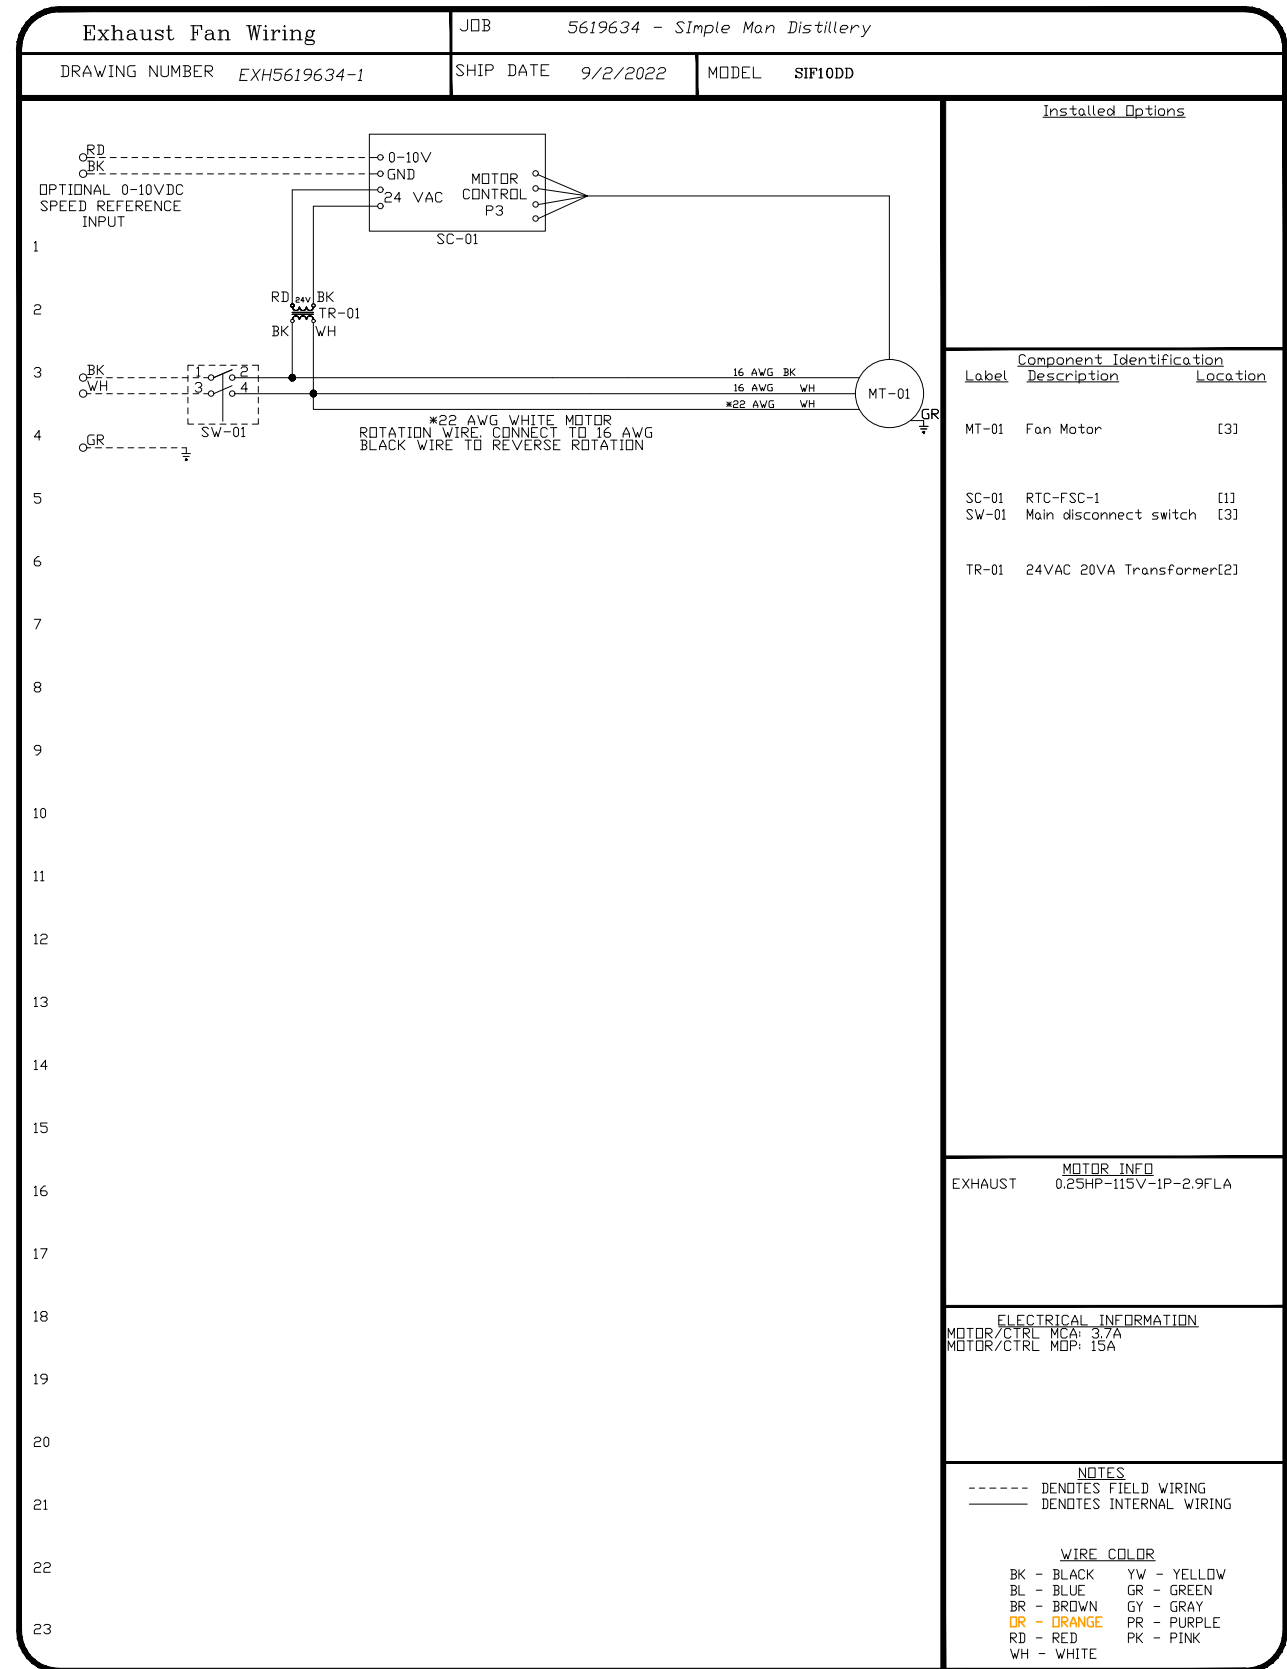 Exhaust Fan Wiring
JOB 5619634 - SImple Man Distillery
DRAWING NUMBER EXH5619634-1
SHIP DATE 9/2/2022
MODEL SIF10DD
RD
BK
OPTIONAL 0-10VDC
SPEED REFERENCE
INPUT
0-10V
GND
24 VAC
MOTOR
CONTROL
P3
SC-01
1
2
RD 24V BK
TR-01
BK WH
3
BK
WH
1 2
3 4
SW-01
16 AWG BK
16 AWG WH
*22 AWG WH
MT-01
GR
*22 AWG WHITE MOTOR
ROTATION WIRE. CONNECT TO 16 AWG
BLACK WIRE TO REVERSE ROTATION
4
GR
5
6
7
8
9
10
11
12
13
14
15
16
17
18
19
20
21
22
23
Installed Options
Component Identification
Label Description Location
MT-01 Fan Motor [3]
SC-01 RTC-FSC-1 [1]
SW-01 Main disconnect switch [3]
TR-01 24VAC 20VA Transformer[2]
MOTOR INFO
EXHAUST 0.25HP-115V-1P-2.9FLA
ELECTRICAL INFORMATION
MOTOR/CTRL MCA: 3.7A
MOTOR/CTRL MOP: 15A
NOTES
------ DENOTES FIELD WIRING
DENOTES INTERNAL WIRING
WIRE COLOR
BK - BLACK YW - YELLOW
BL - BLUE GR - GREEN
BR - BROWN GY - GRAY
OR - ORANGE PR - PURPLE
RD - RED PK - PINK
WH - WHITE